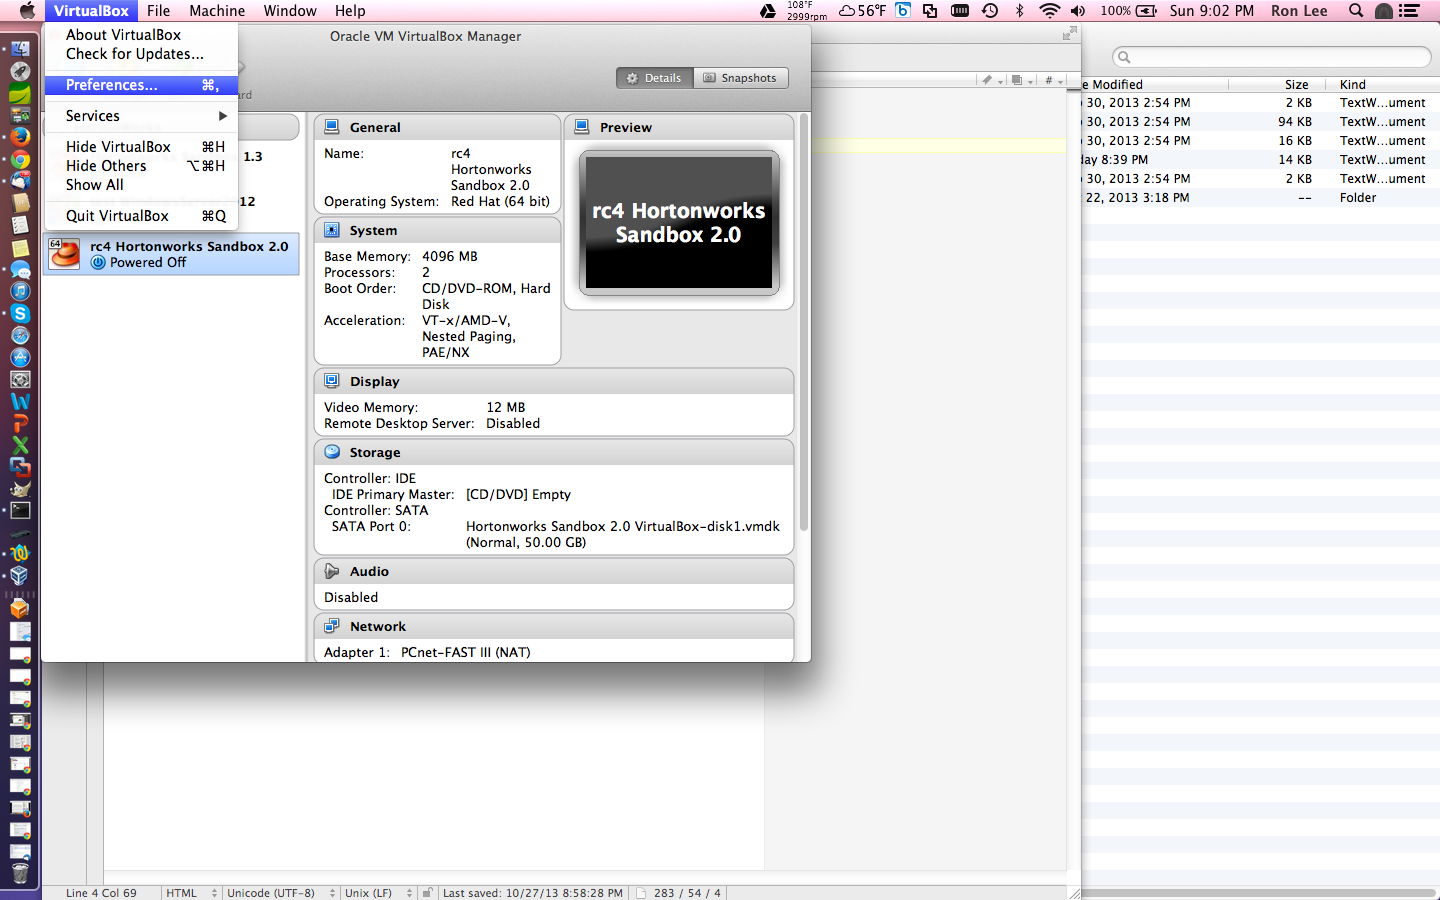 VirtualBox File Machine Window Help
108°F
2999rpm
56°F
100%
Sun 9:02 PM Ron Lee
About VirtualBox
Check for Updates...
Preferences... ⌘,
Services
Hide VirtualBox ⌘H
Hide Others ⌥⌘H
Show All
Quit VirtualBox ⌘Q
Oracle VM VirtualBox Manager
Details Snapshots
ard
1.3
12
64
rc4 Hortonworks Sandbox 2.0
Powered Off
General
Name: rc4
Hortonworks
Sandbox 2.0
Operating System: Red Hat (64 bit)
Preview
rc4 Hortonworks
Sandbox 2.0
System
Base Memory: 4096 MB
Processors: 2
Boot Order: CD/DVD-ROM, Hard
Disk
Acceleration: VT-x/AMD-V,
Nested Paging,
PAE/NX
Display
Video Memory: 12 MB
Remote Desktop Server: Disabled
Storage
Controller: IDE
IDE Primary Master: [CD/DVD] Empty
Controller: SATA
SATA Port 0: Hortonworks Sandbox 2.0 VirtualBox-disk1.vmdk
(Normal, 50.00 GB)
Audio
Disabled
Network
Adapter 1: PCnet-FAST III (NAT)
#
e Modified Size Kind
30, 2013 2:54 PM 2 KB TextW...ument
30, 2013 2:54 PM 94 KB TextW...ument
30, 2013 2:54 PM 16 KB TextW...ument
day 8:39 PM 14 KB TextW...ument
30, 2013 2:54 PM 2 KB TextW...ument
22, 2013 3:18 PM -- Folder
Line 4 Col 69 HTML Unicode (UTF-8) Unix (LF) Last saved: 10/27/13 8:58:28 PM 283 / 54 / 4